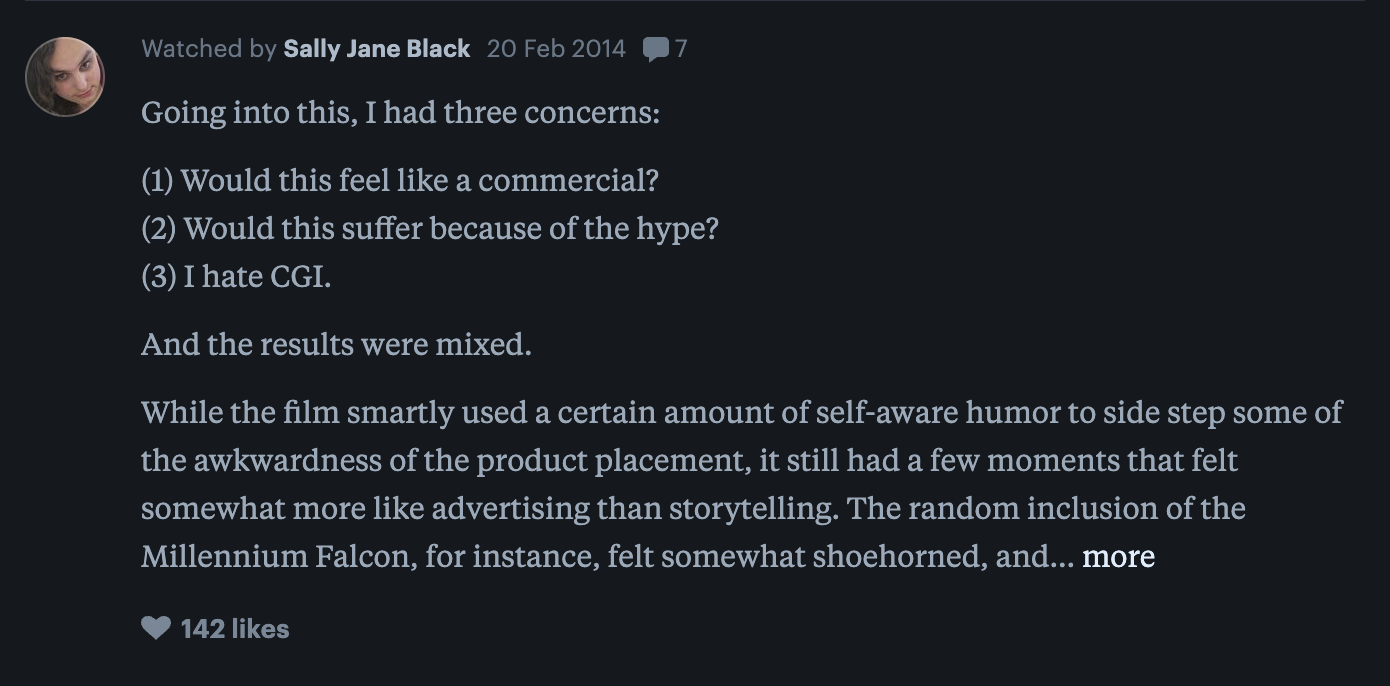 Watched by Sally Jane Black 20 Feb 2014 7
Going into this, I had three concerns:
(1) Would this feel like a commercial?
(2) Would this suffer because of the hype?
(3) I hate CGI.
And the results were mixed.
While the film smartly used a certain amount of self-aware humor to side step some of
the awkwardness of the product placement, it still had a few moments that felt
somewhat more like advertising than storytelling. The random inclusion of the
Millennium Falcon, for instance, felt somewhat shoehorned, and... more
142 likes